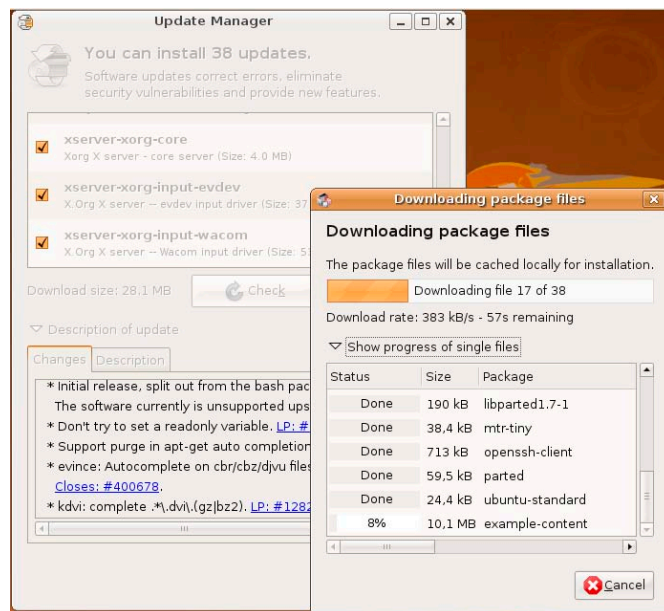 Update Manager
You can install 38 updates.
Software updates correct errors, eliminate
security vulnerabilities and provide new features.
xserver-xorg-core
Xorg X server - core server (Size: 4.0 MB)
xserver-xorg-input-evdev
X.Org X server -- evdev input driver (Size: 37
xserver-xorg-input-wacom
X.Org X server -- Wacom input driver (Size: 5
Download size: 28,1 MB
Check
Description of update
Changes Description
* Initial release, split out from the bash pac
The software currently is unsupported ups
* Don't try to set a readonly variable. LP: #
* Support purge in apt-get auto completion
* evince: Autocomplete on cbr/cbz/djvu files
Closes: #400678.
* kdvi: complete .*\.dvi\.(gz|bz2). LP: #1282
Downloading package files
Downloading package files
The package files will be cached locally for installation.
Downloading file 17 of 38
Download rate: 383 kB/s - 57s remaining
Show progress of single files
Status Size Package
Done 190 kB libparted1.7-1
Done 38,4 kB mtr-tiny
Done 713 kB openssh-client
Done 59,5 kB parted
Done 24,4 kB ubuntu-standard
8% 10,1 MB example-content
Cancel